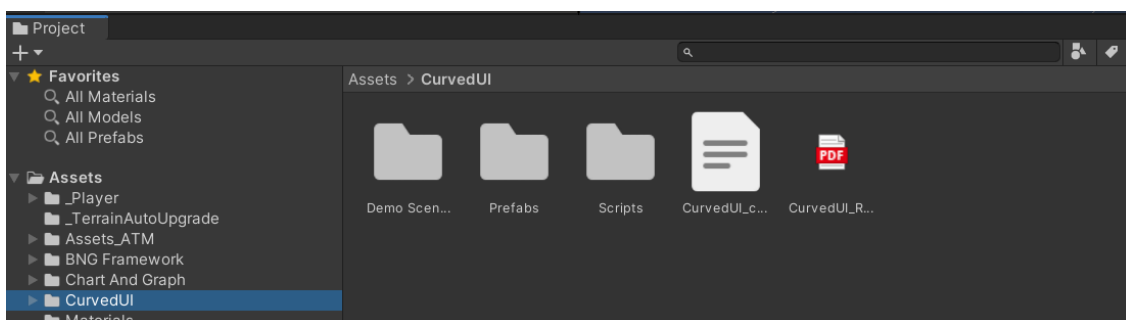 Project
Favorites
All Materials
All Models
All Prefabs
Assets
_Player
_TerrainAutoUpgrade
Assets_ATM
BNG Framework
Chart And Graph
CurvedUI
Materials
Assets > CurvedUI
Demo Scen...
Prefabs
Scripts
CurvedUI_c...
PDF
CurvedUI_R...